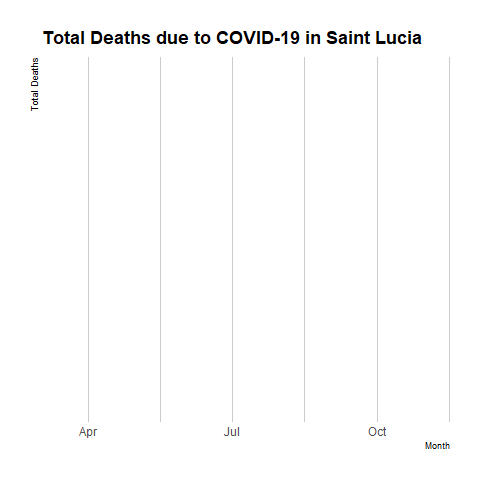 Total Deaths due to COVID-19 in Saint Lucia
Total Deaths
Apr Jul Oct
Month